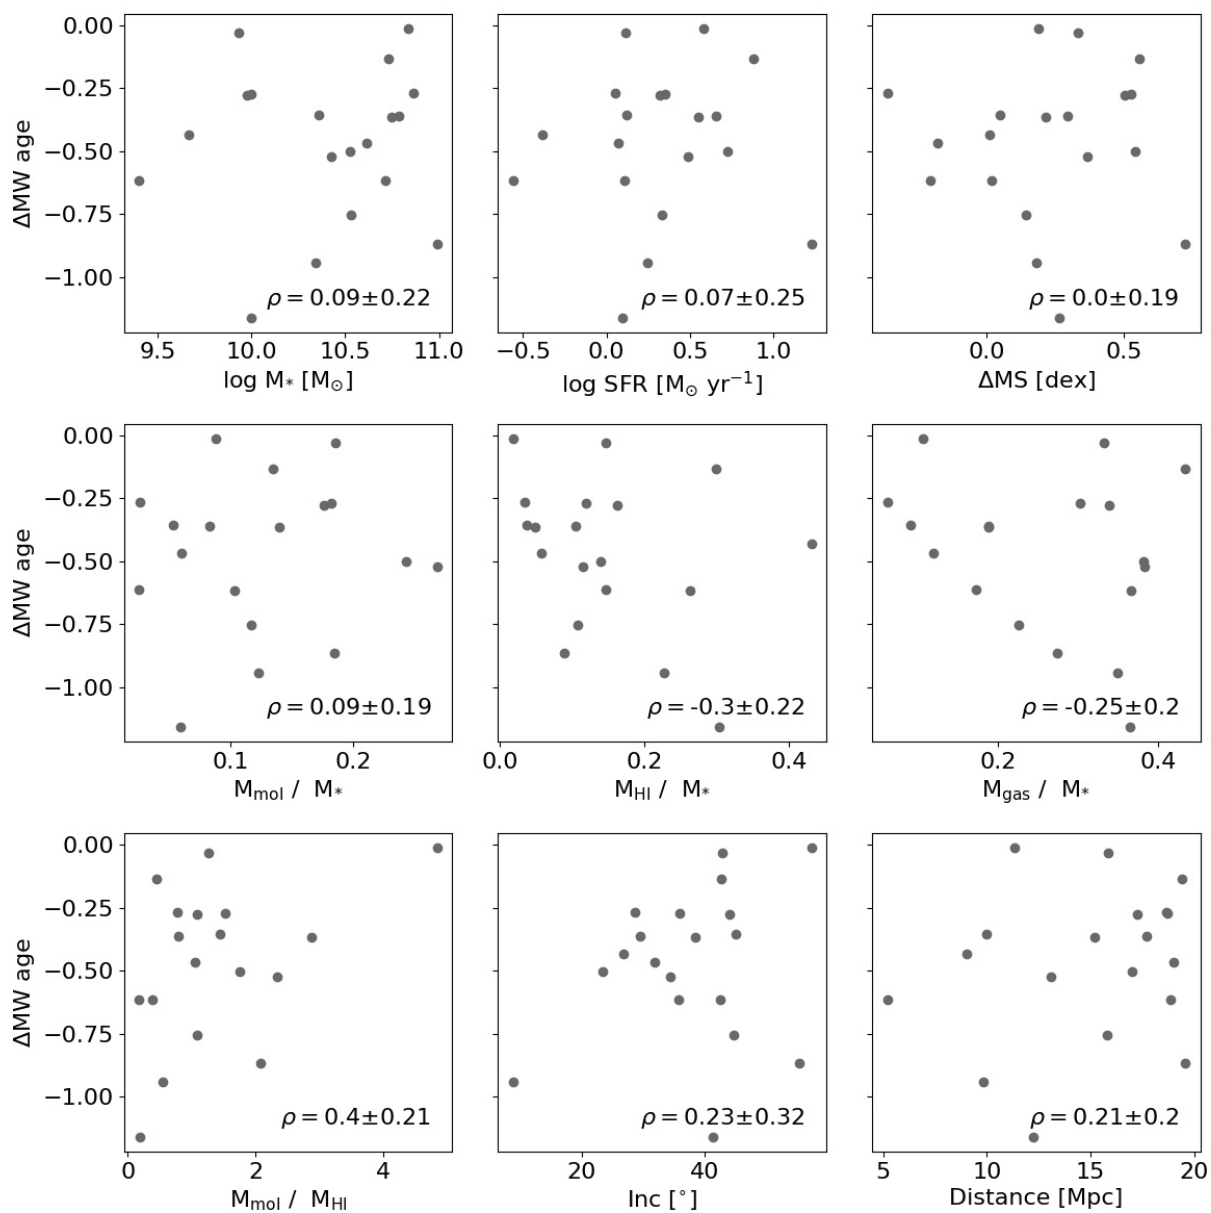 0.00
−0.25
−0.50
−0.75
−1.00
ΔMW age
ρ = 0.09±0.22
9.5 10.0 10.5 11.0
log M* [M⊙]
ρ = 0.07±0.25
−0.5 0.0 0.5 1.0
log SFR [M⊙ yr⁻¹]
ρ = 0.0±0.19
0.0 0.5
ΔMS [dex]
0.00
−0.25
−0.50
−0.75
−1.00
ΔMW age
ρ = 0.09±0.19
0.1 0.2
Mmol / M*
ρ = -0.3±0.22
0.0 0.2 0.4
MHI / M*
ρ = -0.25±0.2
0.2 0.4
Mgas / M*
0.00
−0.25
−0.50
−0.75
−1.00
ΔMW age
ρ = 0.4±0.21
0 2 4
Mmol / MHI
ρ = 0.23±0.32
20 40
Inc [°]
ρ = 0.21±0.2
5 10 15 20
Distance [Mpc]